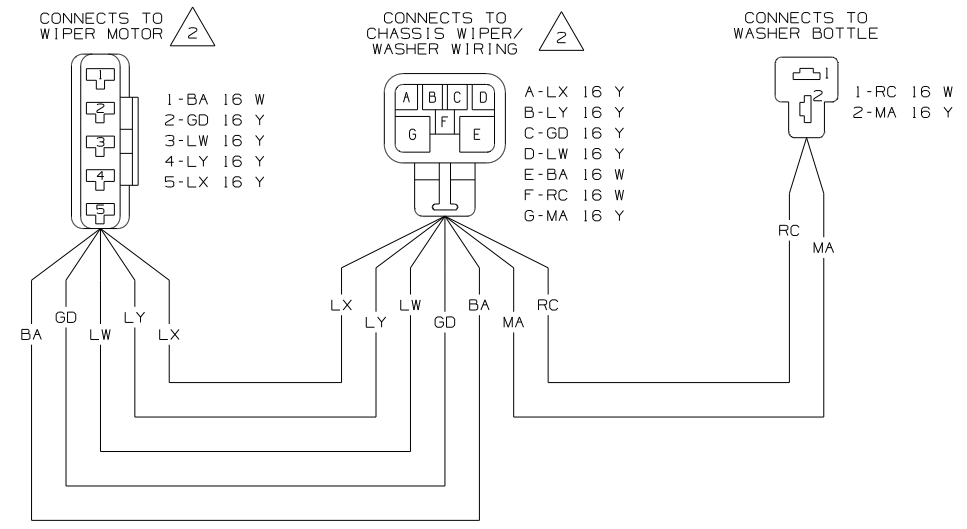 CONNECTS TO
WIPER MOTOR
2
1
2
3
4
5
1-BA 16 W
2-GD 16 Y
3-LW 16 Y
4-LY 16 Y
5-LX 16 Y
CONNECTS TO
CHASSIS WIPER/
WASHER WIRING
2
A B C D
F
G E
A-LX 16 Y
B-LY 16 Y
C-GD 16 Y
D-LW 16 Y
E-BA 16 W
F-RC 16 W
G-MA 16 Y
CONNECTS TO
WASHER BOTTLE
1
2
1-RC 16 W
2-MA 16 Y
BA
GD
LW
LY
LX
LX
LY
LW
GD
BA
MA
RC
RC
MA